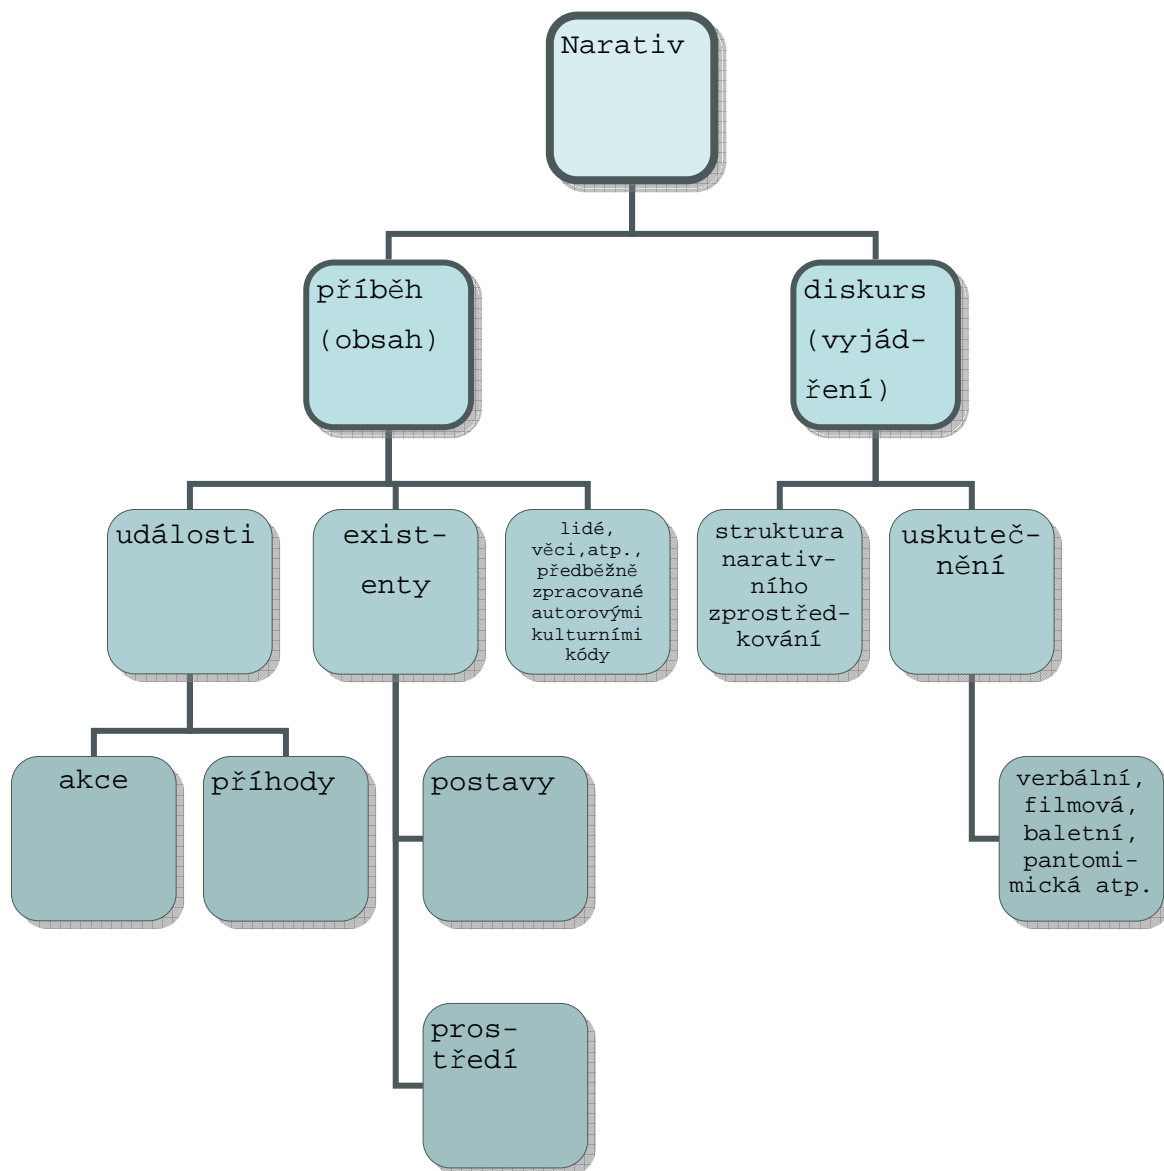 Narativ
příběh
(obsah)
diskurs
(vyjád-
ření)
události
exist-
enty
lidé,
věci,atp.,
předběžně
zpracované
autorovými
kulturními
kódy
struktura
narativ-
ního
zprostřed-
kování
uskuteč-
nění
akce
příhody
postavy
verbální,
filmová,
baletní,
pantomi-
mická atp.
pros-
tředí